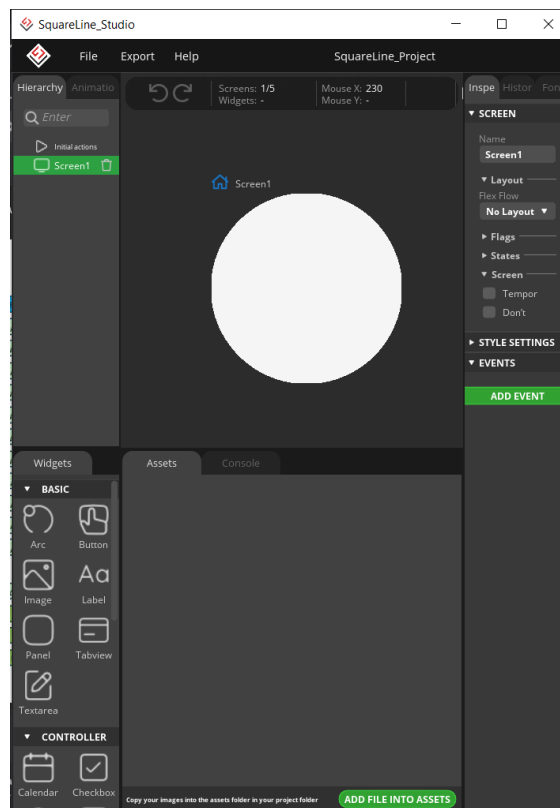 SquareLine_Studio
File Export Help SquareLine_Project
Hierarchy Animatio
Enter
Initial actions
Screen1
Screens: 1/5
Widgets: -
Mouse X: 230
Mouse Y: -
Screen1
Inspe Histor Fon
SCREEN
Name
Screen1
Layout
Flex Flow
No Layout
Flags
States
Screen
Tempor
Don't
STYLE SETTINGS
EVENTS
ADD EVENT
Widgets
BASIC
Arc Button
Image Label
Panel Tabview
Textarea
CONTROLLER
Calendar Checkbox
Assets Console
Copy your images into the assets folder in your project folder
ADD FILE INTO ASSETS